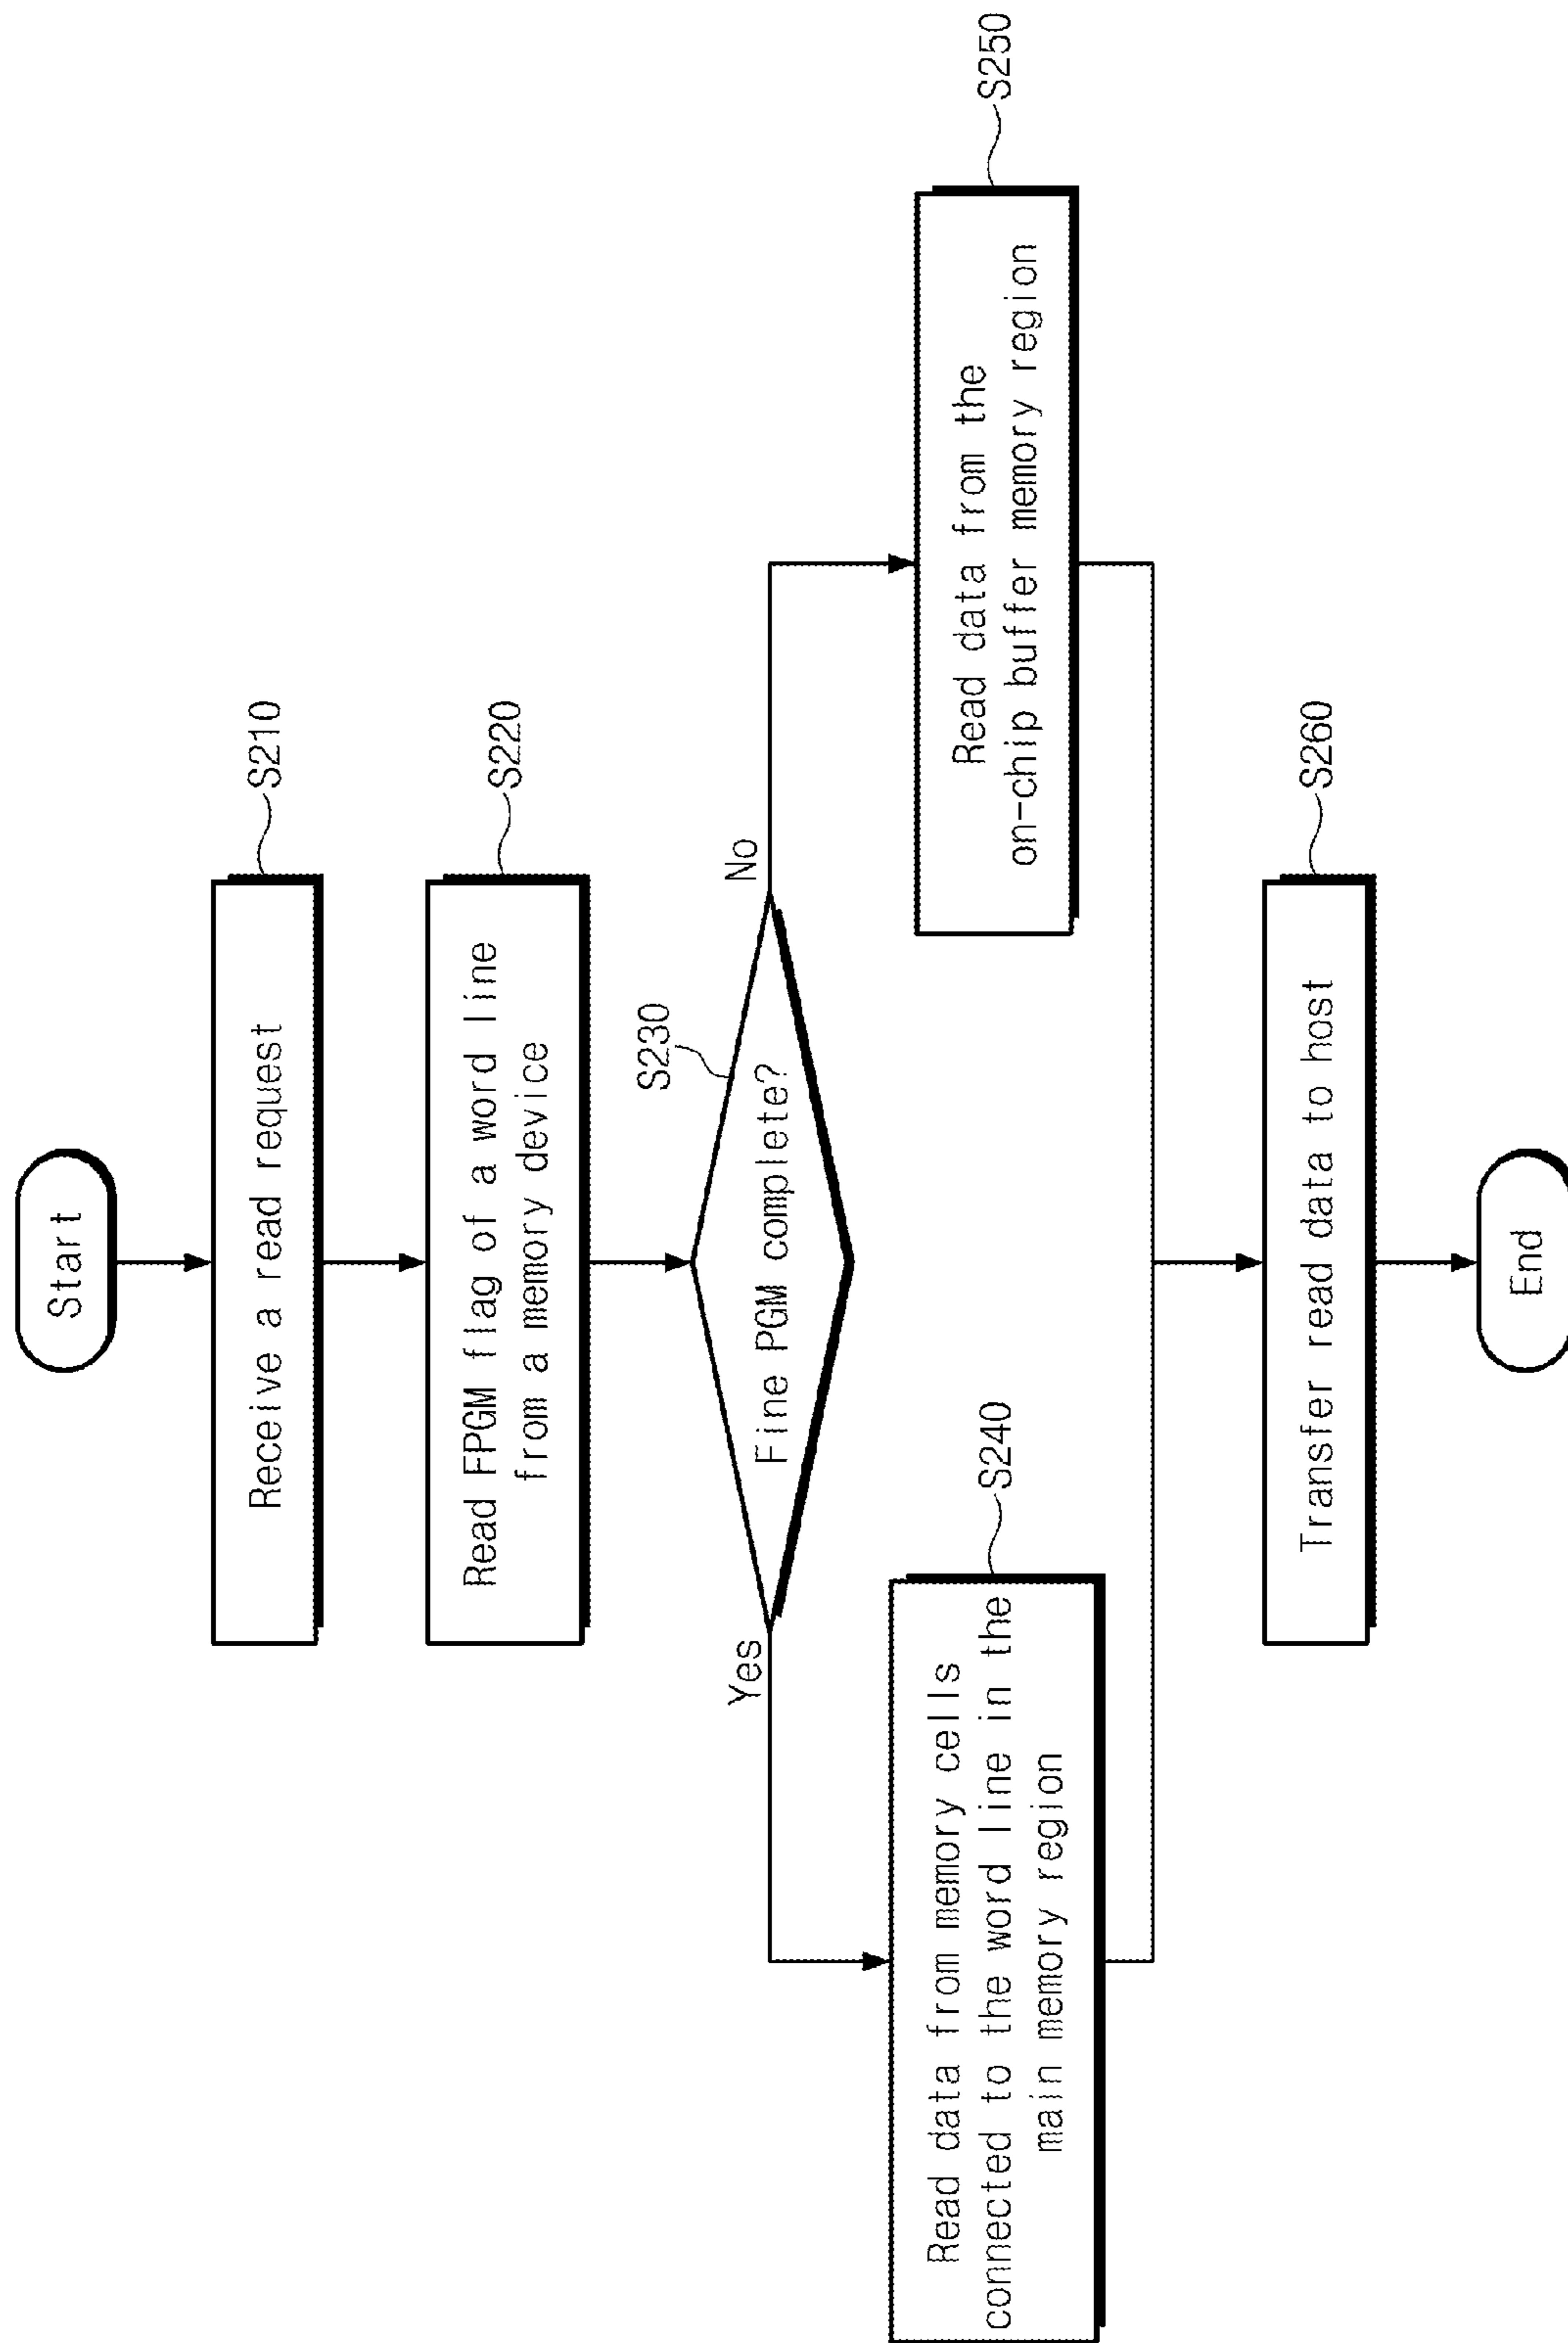 Start
Receive a read request
S210
Read FPGM flag of a word line
from a memory device
S220
Fine PGM complete?
S230
Yes
No
Read data from memory cells
connected to the word line in the
main memory region
S240
Read data from the
on-chip buffer memory region
S250
Transfer read data to host
S260
End